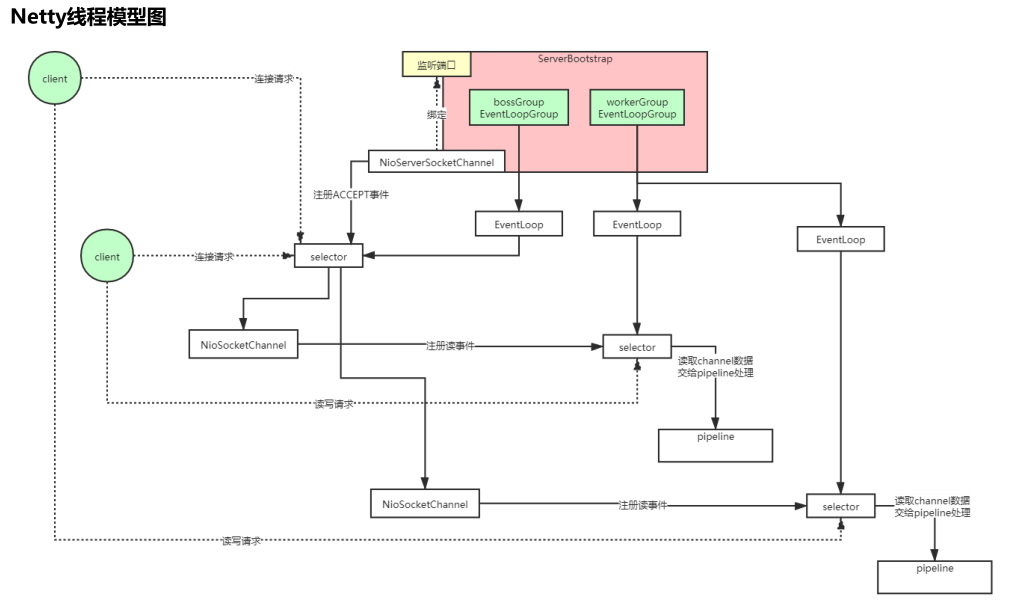 Netty线程模型图
client
连接请求
监听端口
ServerBootstrap
bossGroup
EventLoopGroup
workerGroup
EventLoopGroup
绑定
NioServerSocketChannel
注册ACCEPT事件
EventLoop
EventLoop
EventLoop
client
连接请求
selector
NioSocketChannel
注册读事件
selector
读取channel数据
交给pipeline处理
读写请求
pipeline
NioSocketChannel
注册读事件
selector
读取channel数据
交给pipeline处理
读写请求
pipeline